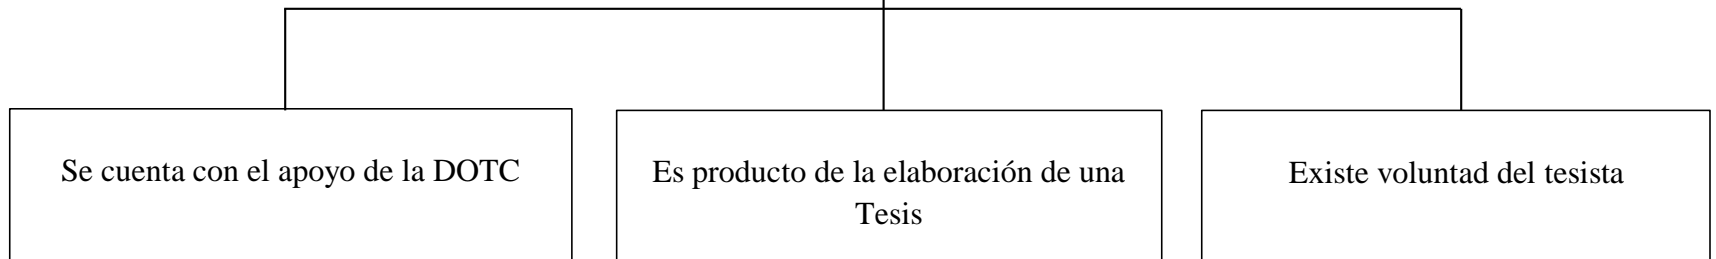 Se cuenta con el apoyo de la DOTC
Es producto de la elaboración de una
Tesis
Existe voluntad del tesista